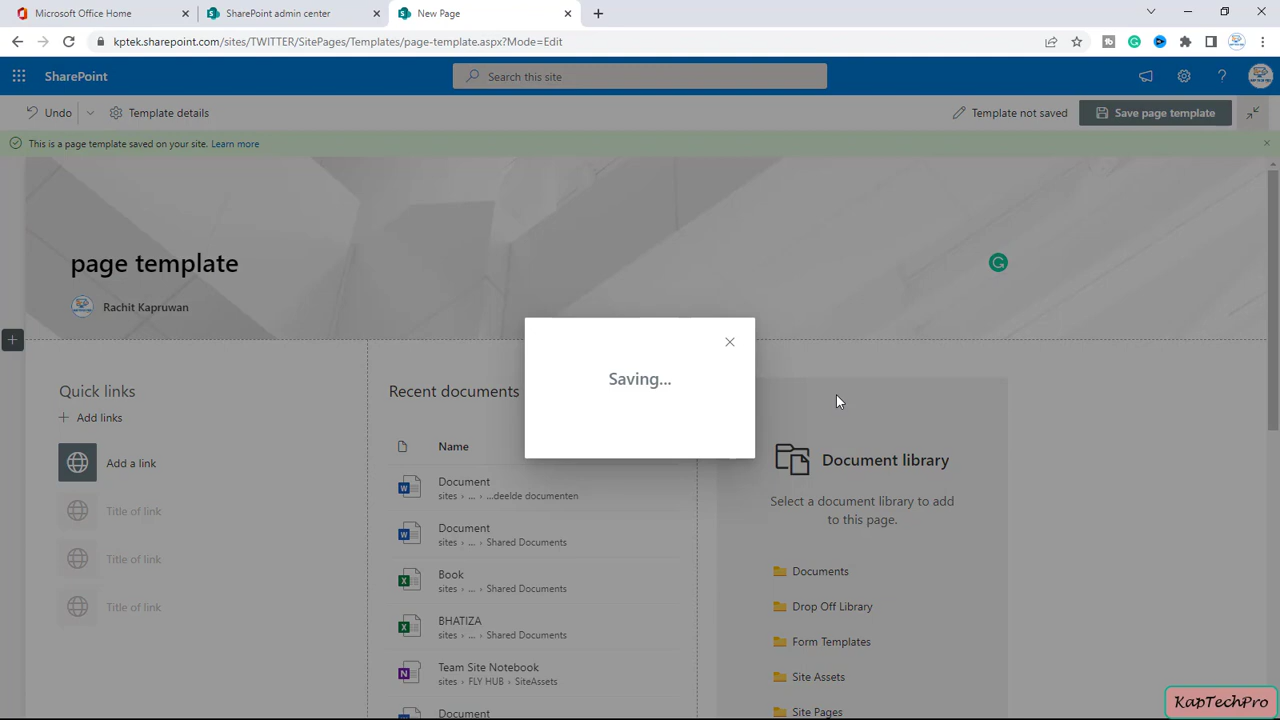 Microsoft Office Home
SharePoint admin center
New Page
kptek.sharepoint.com/sites/TWITTER/SitePages/Templates/page-template.aspx?Mode=Edit
SharePoint
Search this site
Undo
Template details
Template not saved
Save page template
This is a page template saved on your site. Learn more
page template
Rachit Kapruwan
Saving...
Quick links
Add links
Add a link
Title of link
Title of link
Title of link
Recent documents
Name
Document
sites › ... › ...deelde documenten
Document
sites › ... › Shared Documents
Book
sites › ... › Shared Documents
BHATIZA
sites › ... › Shared Documents
Team Site Notebook
sites › FLY HUB › SiteAssets
Document
Document library
Select a document library to add
to this page.
Documents
Drop Off Library
Form Templates
Site Assets
Site Pages
KapTechPro